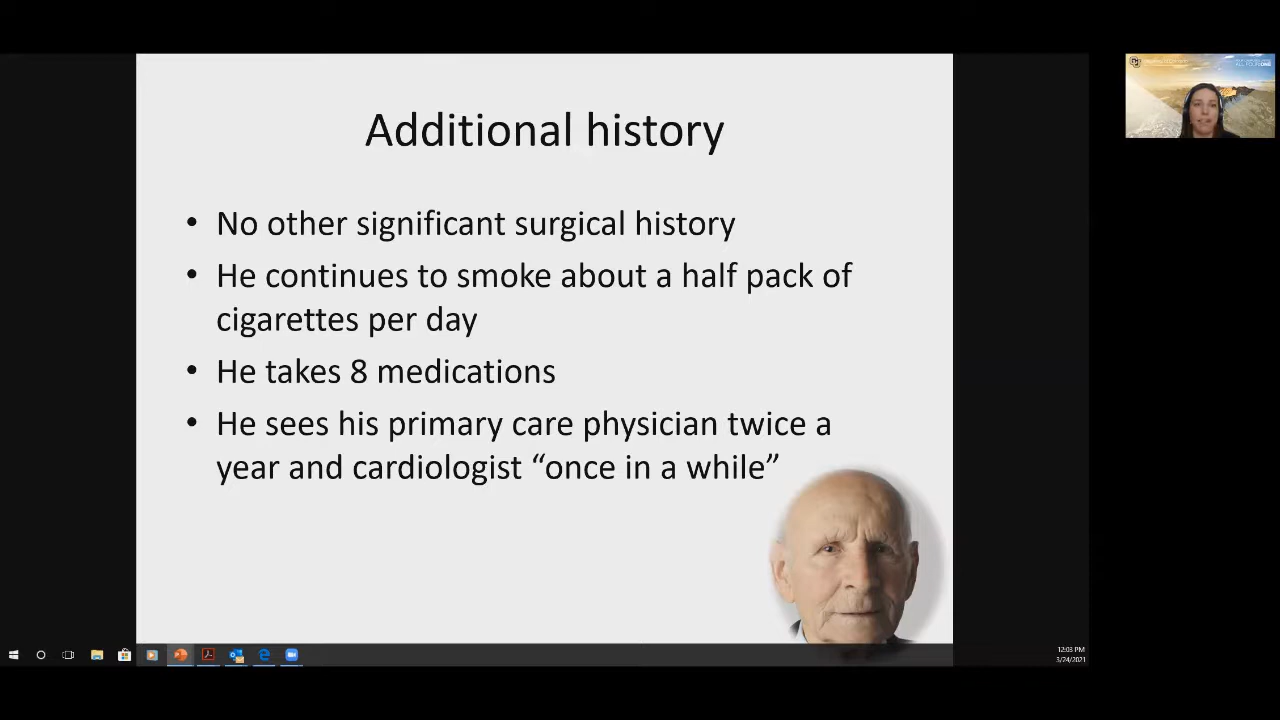 Additional history
• No other significant surgical history
• He continues to smoke about a half pack of
cigarettes per day
• He takes 8 medications
• He sees his primary care physician twice a
year and cardiologist “once in a while”
12:03 PM
3/24/2021